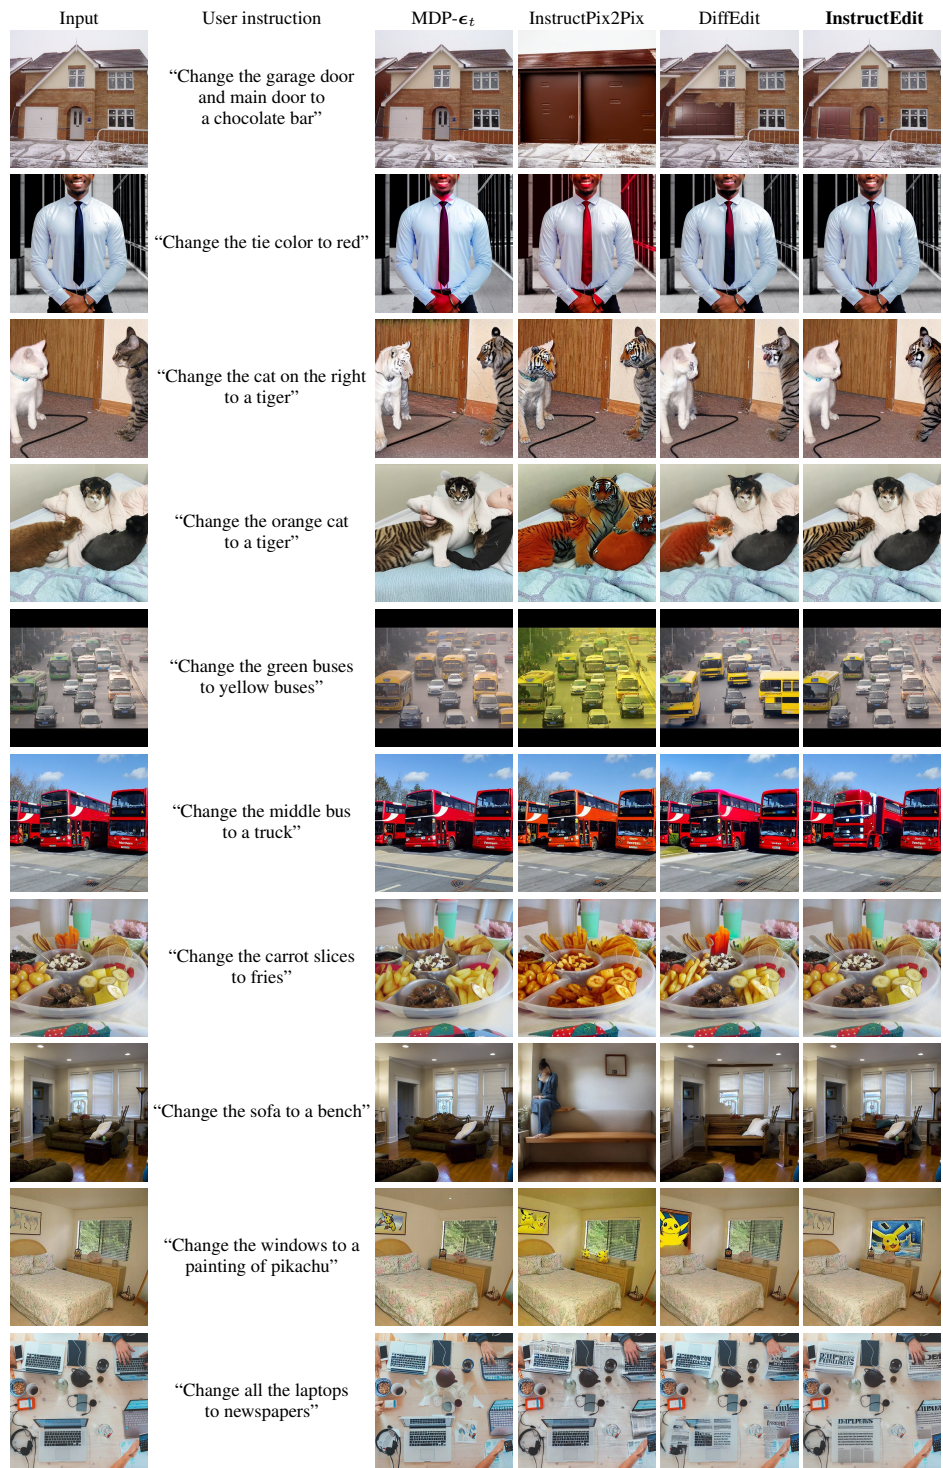 Input User instruction MDP-ϵₜ InstructPix2Pix DiffEdit InstructEdit
“Change the garage door
and main door to
a chocolate bar”
“Change the tie color to red”
“Change the cat on the right
to a tiger”
“Change the orange cat
to a tiger”
“Change the green buses
to yellow buses”
“Change the middle bus
to a truck”
“Change the carrot slices
to fries”
“Change the sofa to a bench”
“Change the windows to a
painting of pikachu”
“Change all the laptops
to newspapers”